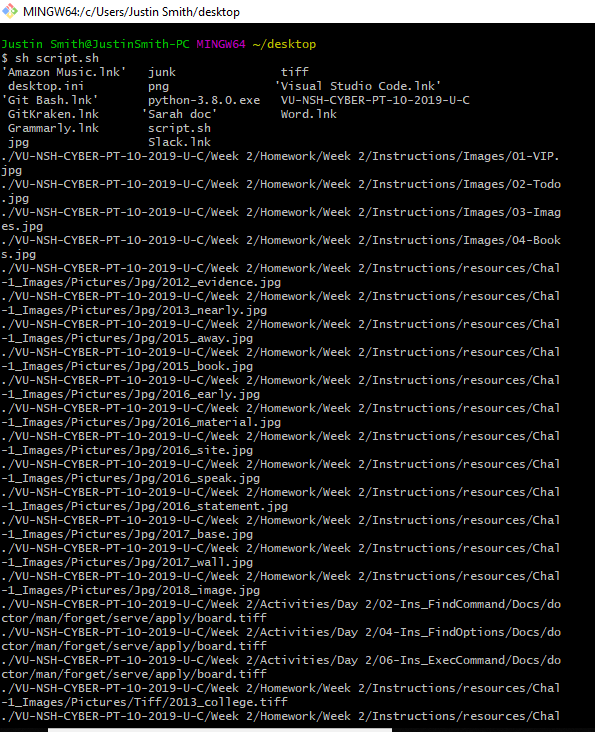 MINGW64:/c/Users/Justin Smith/desktop
Justin Smith@JustinSmith-PC MINGW64 ~/desktop
$ sh script.sh
'Amazon Music.lnk' junk tiff
desktop.ini png 'Visual Studio Code.lnk'
'Git Bash.lnk' python-3.8.0.exe VU-NSH-CYBER-PT-10-2019-U-C
GitKraken.lnk 'Sarah doc' Word.lnk
Grammarly.lnk script.sh
jpg Slack.lnk
./VU-NSH-CYBER-PT-10-2019-U-C/Week 2/Homework/Week 2/Instructions/Images/01-VIP.
jpg
./VU-NSH-CYBER-PT-10-2019-U-C/Week 2/Homework/Week 2/Instructions/Images/02-Todo
.jpg
./VU-NSH-CYBER-PT-10-2019-U-C/Week 2/Homework/Week 2/Instructions/Images/03-Imag
es.jpg
./VU-NSH-CYBER-PT-10-2019-U-C/Week 2/Homework/Week 2/Instructions/Images/04-Book
s.jpg
./VU-NSH-CYBER-PT-10-2019-U-C/Week 2/Homework/Week 2/Instructions/resources/Chal
-1_Images/Pictures/Jpg/2012_evidence.jpg
./VU-NSH-CYBER-PT-10-2019-U-C/Week 2/Homework/Week 2/Instructions/resources/Chal
-1_Images/Pictures/Jpg/2013_nearly.jpg
./VU-NSH-CYBER-PT-10-2019-U-C/Week 2/Homework/Week 2/Instructions/resources/Chal
-1_Images/Pictures/Jpg/2015_away.jpg
./VU-NSH-CYBER-PT-10-2019-U-C/Week 2/Homework/Week 2/Instructions/resources/Chal
-1_Images/Pictures/Jpg/2015_book.jpg
./VU-NSH-CYBER-PT-10-2019-U-C/Week 2/Homework/Week 2/Instructions/resources/Chal
-1_Images/Pictures/Jpg/2016_early.jpg
./VU-NSH-CYBER-PT-10-2019-U-C/Week 2/Homework/Week 2/Instructions/resources/Chal
-1_Images/Pictures/Jpg/2016_material.jpg
./VU-NSH-CYBER-PT-10-2019-U-C/Week 2/Homework/Week 2/Instructions/resources/Chal
-1_Images/Pictures/Jpg/2016_site.jpg
./VU-NSH-CYBER-PT-10-2019-U-C/Week 2/Homework/Week 2/Instructions/resources/Chal
-1_Images/Pictures/Jpg/2016_speak.jpg
./VU-NSH-CYBER-PT-10-2019-U-C/Week 2/Homework/Week 2/Instructions/resources/Chal
-1_Images/Pictures/Jpg/2016_statement.jpg
./VU-NSH-CYBER-PT-10-2019-U-C/Week 2/Homework/Week 2/Instructions/resources/Chal
-1_Images/Pictures/Jpg/2017_base.jpg
./VU-NSH-CYBER-PT-10-2019-U-C/Week 2/Homework/Week 2/Instructions/resources/Chal
-1_Images/Pictures/Jpg/2017_wall.jpg
./VU-NSH-CYBER-PT-10-2019-U-C/Week 2/Homework/Week 2/Instructions/resources/Chal
-1_Images/Pictures/Jpg/2018_image.jpg
./VU-NSH-CYBER-PT-10-2019-U-C/Week 2/Activities/Day 2/02-Ins_FindCommand/Docs/do
ctor/man/forget/serve/apply/board.tiff
./VU-NSH-CYBER-PT-10-2019-U-C/Week 2/Activities/Day 2/04-Ins_FindOptions/Docs/do
ctor/man/forget/serve/apply/board.tiff
./VU-NSH-CYBER-PT-10-2019-U-C/Week 2/Activities/Day 2/06-Ins_ExecCommand/Docs/do
ctor/man/forget/serve/apply/board.tiff
./VU-NSH-CYBER-PT-10-2019-U-C/Week 2/Homework/Week 2/Instructions/resources/Chal
-1_Images/Pictures/Tiff/2013_college.tiff
./VU-NSH-CYBER-PT-10-2019-U-C/Week 2/Homework/Week 2/Instructions/resources/Chal